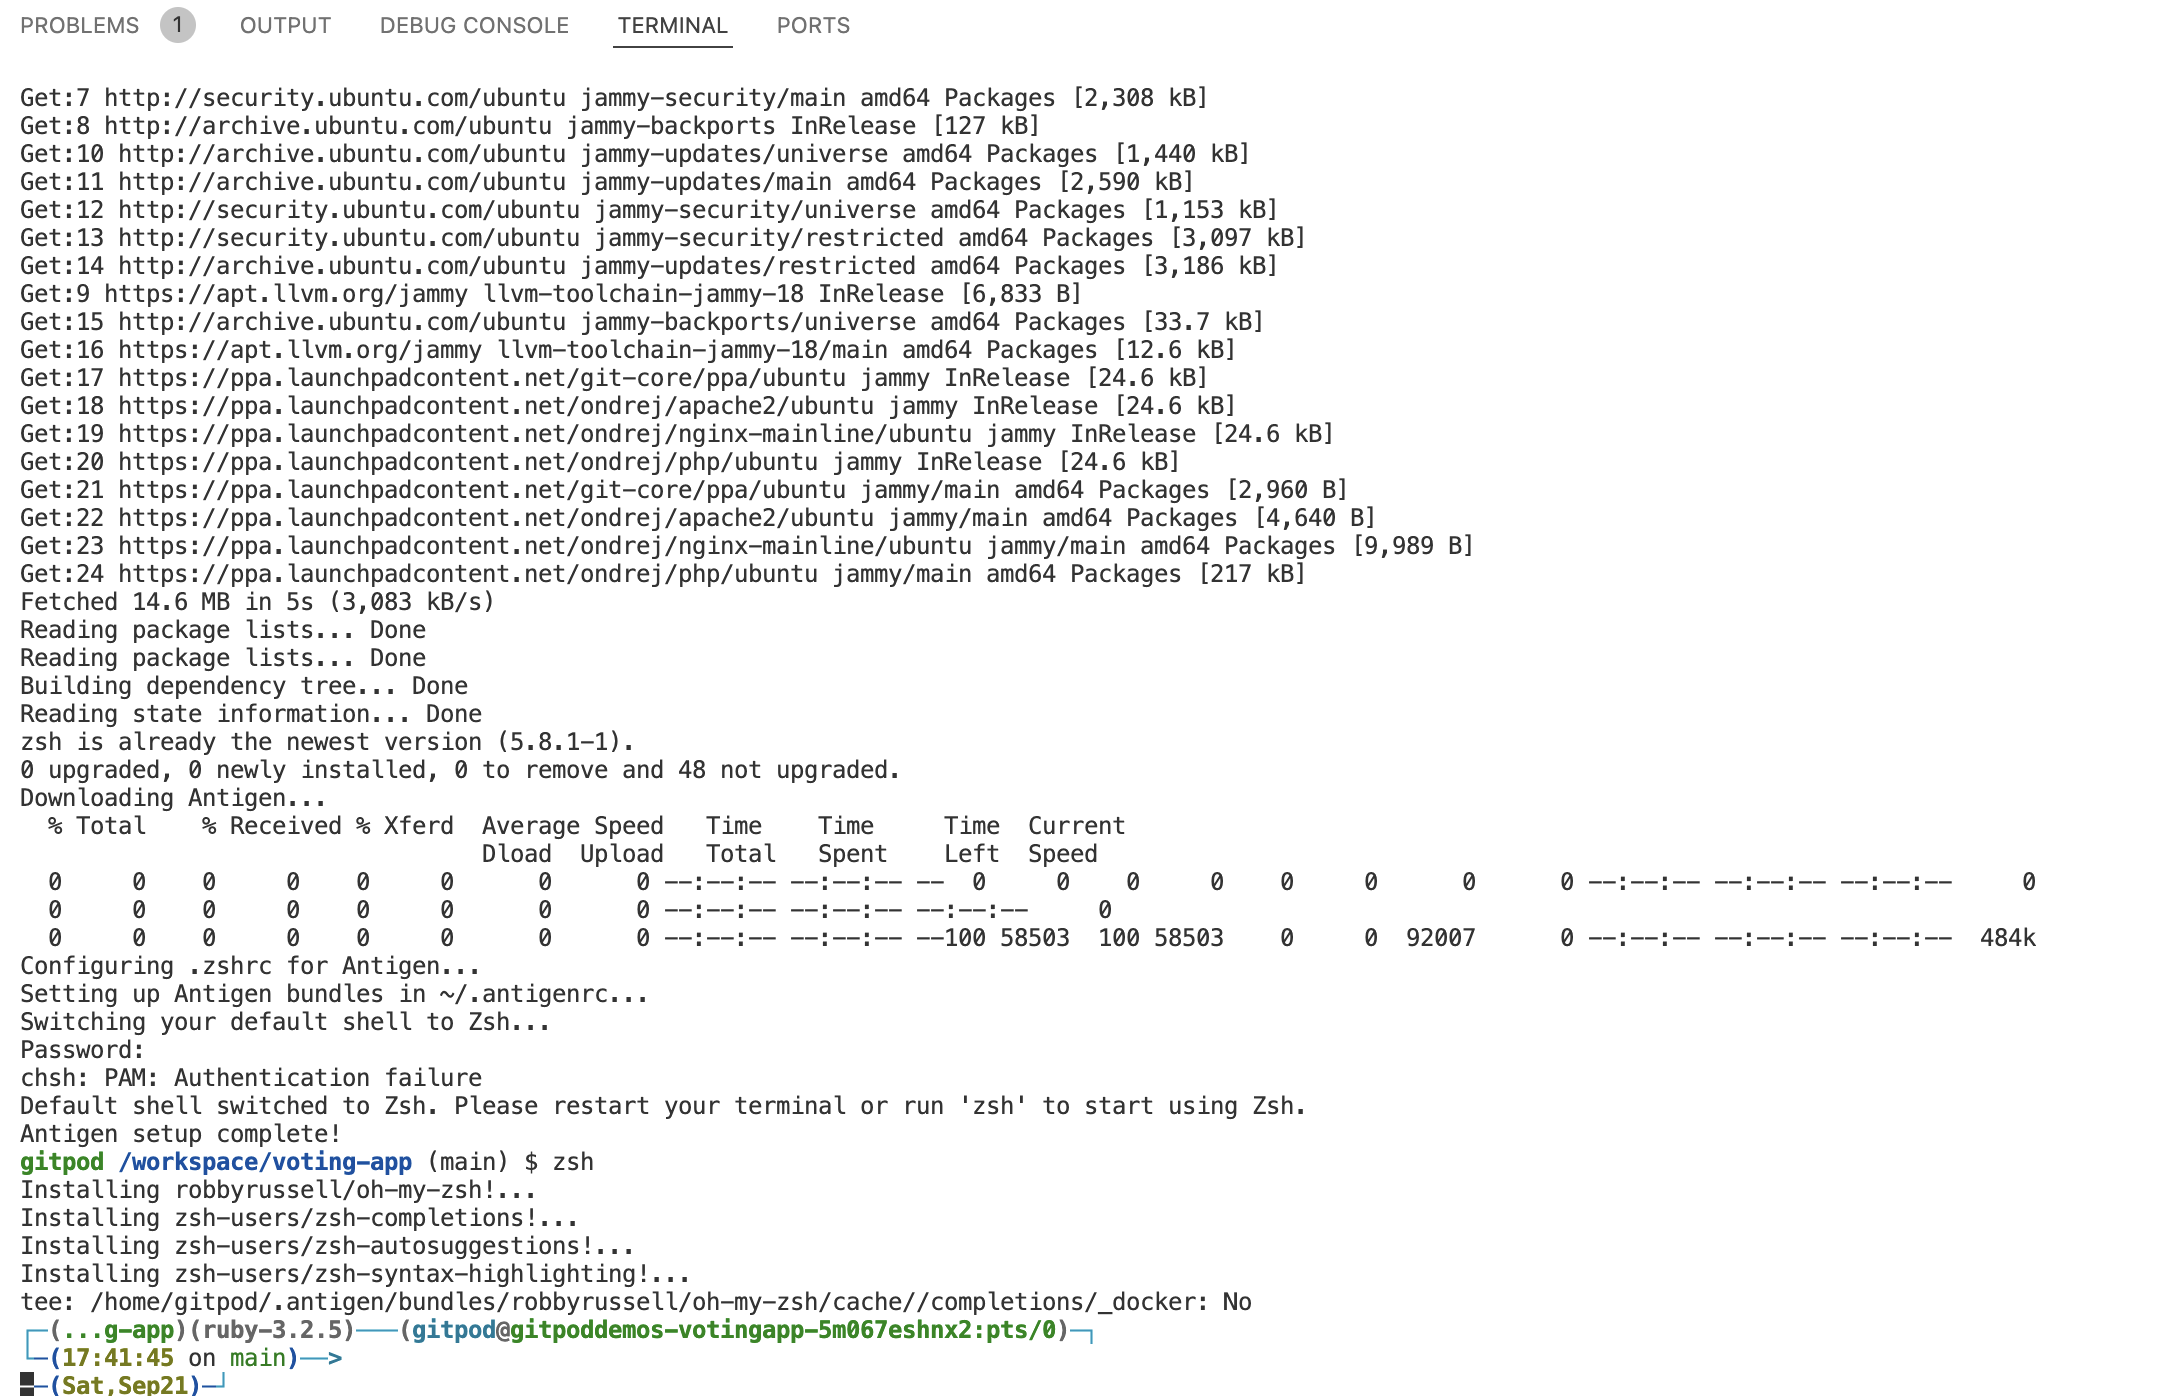 PROBLEMS 1 OUTPUT DEBUG CONSOLE TERMINAL PORTS
Get:7 http://security.ubuntu.com/ubuntu jammy-security/main amd64 Packages [2,308 kB]
Get:8 http://archive.ubuntu.com/ubuntu jammy-backports InRelease [127 kB]
Get:10 http://archive.ubuntu.com/ubuntu jammy-updates/universe amd64 Packages [1,440 kB]
Get:11 http://archive.ubuntu.com/ubuntu jammy-updates/main amd64 Packages [2,590 kB]
Get:12 http://security.ubuntu.com/ubuntu jammy-security/universe amd64 Packages [1,153 kB]
Get:13 http://security.ubuntu.com/ubuntu jammy-security/restricted amd64 Packages [3,097 kB]
Get:14 http://archive.ubuntu.com/ubuntu jammy-updates/restricted amd64 Packages [3,186 kB]
Get:9 https://apt.llvm.org/jammy llvm-toolchain-jammy-18 InRelease [6,833 B]
Get:15 http://archive.ubuntu.com/ubuntu jammy-backports/universe amd64 Packages [33.7 kB]
Get:16 https://apt.llvm.org/jammy llvm-toolchain-jammy-18/main amd64 Packages [12.6 kB]
Get:17 https://ppa.launchpadcontent.net/git-core/ppa/ubuntu jammy InRelease [24.6 kB]
Get:18 https://ppa.launchpadcontent.net/ondrej/apache2/ubuntu jammy InRelease [24.6 kB]
Get:19 https://ppa.launchpadcontent.net/ondrej/nginx-mainline/ubuntu jammy InRelease [24.6 kB]
Get:20 https://ppa.launchpadcontent.net/ondrej/php/ubuntu jammy InRelease [24.6 kB]
Get:21 https://ppa.launchpadcontent.net/git-core/ppa/ubuntu jammy/main amd64 Packages [2,960 B]
Get:22 https://ppa.launchpadcontent.net/ondrej/apache2/ubuntu jammy/main amd64 Packages [4,640 B]
Get:23 https://ppa.launchpadcontent.net/ondrej/nginx-mainline/ubuntu jammy/main amd64 Packages [9,989 B]
Get:24 https://ppa.launchpadcontent.net/ondrej/php/ubuntu jammy/main amd64 Packages [217 kB]
Fetched 14.6 MB in 5s (3,083 kB/s)
Reading package lists... Done
Reading package lists... Done
Building dependency tree... Done
Reading state information... Done
zsh is already the newest version (5.8.1-1).
0 upgraded, 0 newly installed, 0 to remove and 48 not upgraded.
Downloading Antigen...
  % Total    % Received % Xferd  Average Speed   Time    Time     Time  Current
                                 Dload  Upload   Total   Spent    Left  Speed
  0     0    0     0    0     0      0      0 --:--:-- --:--:-- --  0     0    0     0    0     0      0      0 --:--:-- --:--:-- --:--:--     0
  0     0    0     0    0     0      0      0 --:--:-- --:--:-- --:--:--     0
  0     0    0     0    0     0      0      0 --:--:-- --:--:-- --100 58503  100 58503    0     0  92007      0 --:--:-- --:--:-- --:--:--  484k
Configuring .zshrc for Antigen...
Setting up Antigen bundles in ~/.antigenrc...
Switching your default shell to Zsh...
Password:
chsh: PAM: Authentication failure
Default shell switched to Zsh. Please restart your terminal or run 'zsh' to start using Zsh.
Antigen setup complete!
gitpod /workspace/voting-app (main) $ zsh
Installing robbyrussell/oh-my-zsh!...
Installing zsh-users/zsh-completions!...
Installing zsh-users/zsh-autosuggestions!...
Installing zsh-users/zsh-syntax-highlighting!...
tee: /home/gitpod/.antigen/bundles/robbyrussell/oh-my-zsh/cache//completions/_docker: No
┌─(...g-app)(ruby-3.2.5)───(gitpod@gitpoddemos-votingapp-5m067eshnx2:pts/0)─┐
└─(17:41:45 on main)──>
──(Sat,Sep21)─┘